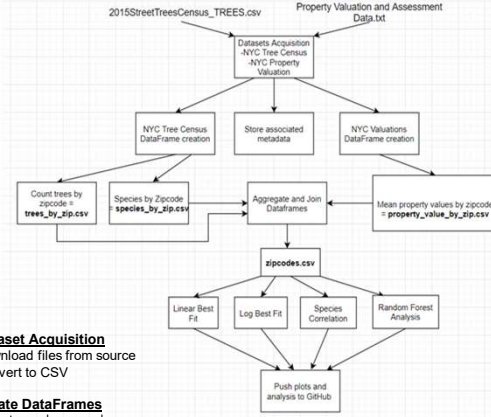 2015StreetTreesCensus_TREES.csv
Property Valuation and Assessment
Data.txt
Datasets Acquisition
-NYC Tree Census
-NYC Property
Valuation
NYC Tree Census
DataFrame creation
Store associated
metadata
NYC Valuations
DataFrame creation
Count trees by
zipcode =
trees_by_zip.csv
Species by Zipcode
= species_by_zip.csv
Aggregate and Join
Dataframes
Mean property values by zipcode
= property_value_by_zip.csv
zipcodes.csv
Linear Best
Fit
Log Best Fit
Species
Correlation
Random Forest
Analysis
Push plots and
analysis to GitHub
aset Acquisition
nload files from source
vert to CSV
ate DataFrames